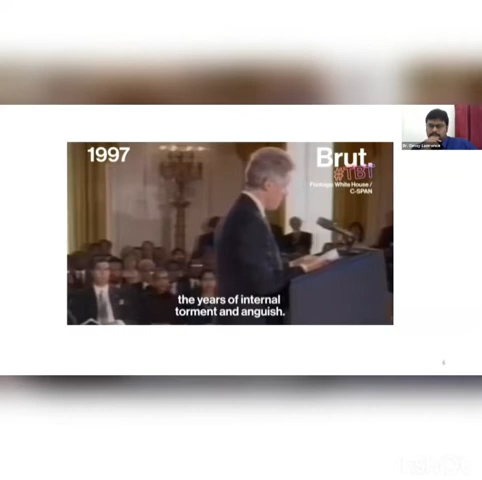 1997
Brut.
#TBT
Footage: White House /
C-SPAN
the years of internal
torment and anguish.